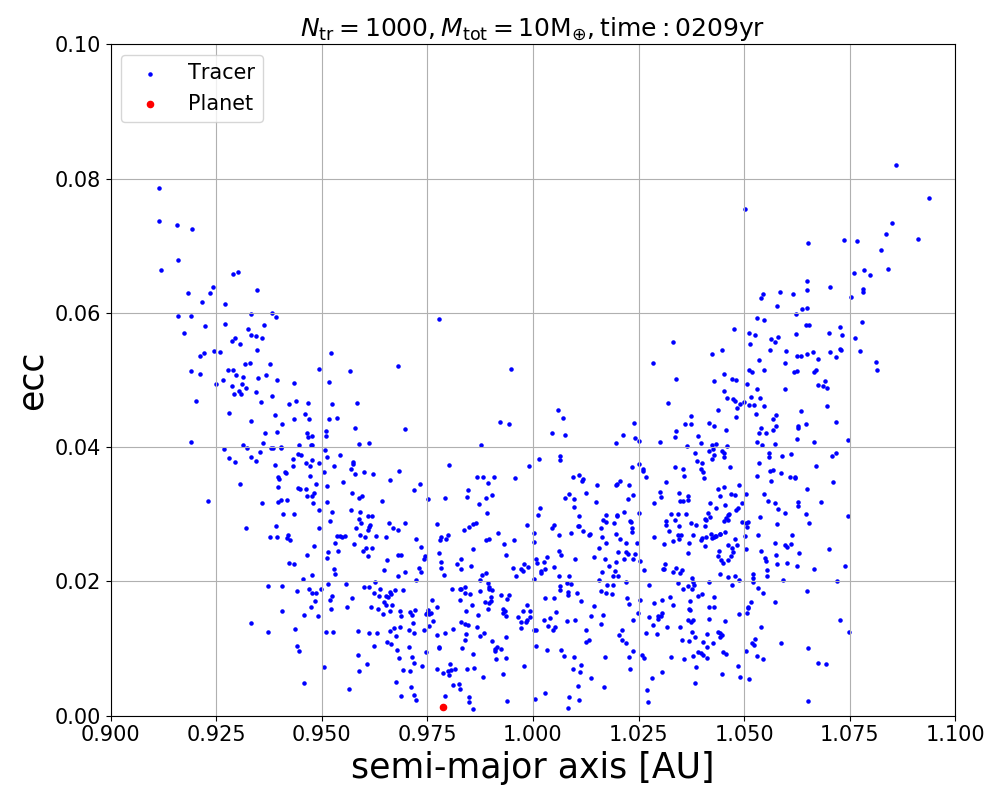 N_tr = 1000, M_tot = 10M_⊕, time : 0209yr
Tracer
Planet
ecc
0.10
0.08
0.06
0.04
0.02
0.00
0.900 0.925 0.950 0.975 1.000 1.025 1.050 1.075 1.100
semi-major axis [AU]